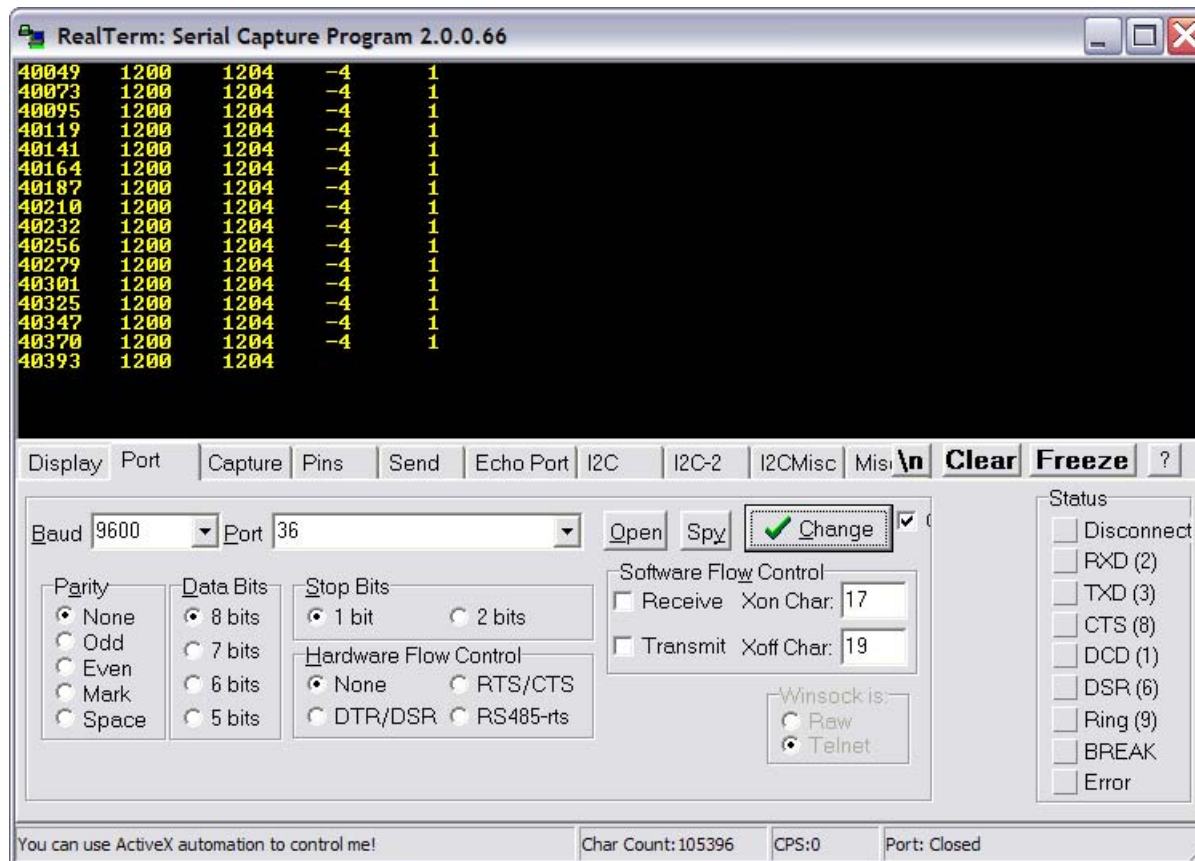 RealTerm: Serial Capture Program 2.0.0.66
40049 1200 1204 -4 1
40073 1200 1204 -4 1
40095 1200 1204 -4 1
40119 1200 1204 -4 1
40141 1200 1204 -4 1
40164 1200 1204 -4 1
40187 1200 1204 -4 1
40210 1200 1204 -4 1
40232 1200 1204 -4 1
40256 1200 1204 -4 1
40279 1200 1204 -4 1
40301 1200 1204 -4 1
40325 1200 1204 -4 1
40347 1200 1204 -4 1
40370 1200 1204 -4 1
40393 1200 1204
Display Port Capture Pins Send Echo Port I2C I2C-2 I2CMisc \n Clear Freeze ?
Baud 9600 Port 36 Open Spy Change
Parity
None
Odd
Even
Mark
Space
Data Bits
8 bits
7 bits
6 bits
5 bits
Stop Bits
1 bit 2 bits
Hardware Flow Control
None RTS/CTS
DTR/DSR RS485-rts
Software Flow Control
Receive Xon Char: 17
Transmit Xoff Char: 19
Winsock is:
Raw
Telnet
Status
Disconnect
RXD (2)
TXD (3)
CTS (8)
DCD (1)
DSR (6)
Ring (9)
BREAK
Error
You can use ActiveX automation to control me! Char Count:105396 CPS:0 Port: Closed